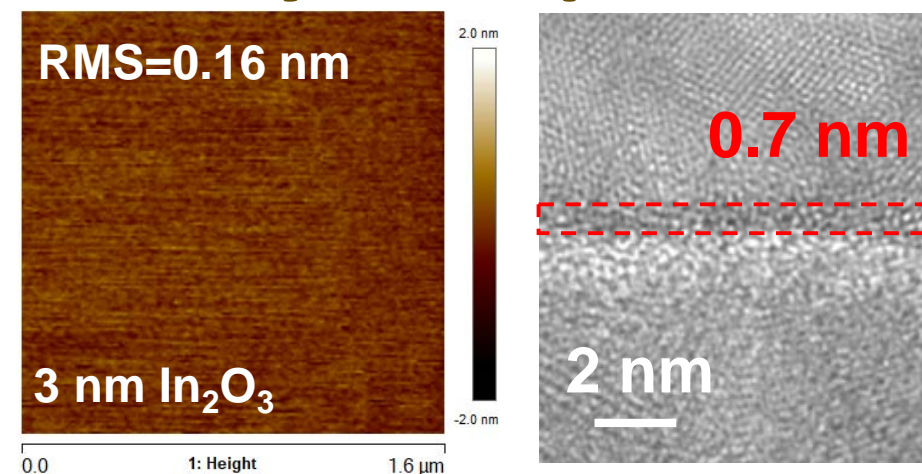 RMS=0.16 nm
3 nm In₂O₃
2.0 nm
-2.0 nm
0.0
1: Height
1.6 µm
0.7 nm
2 nm